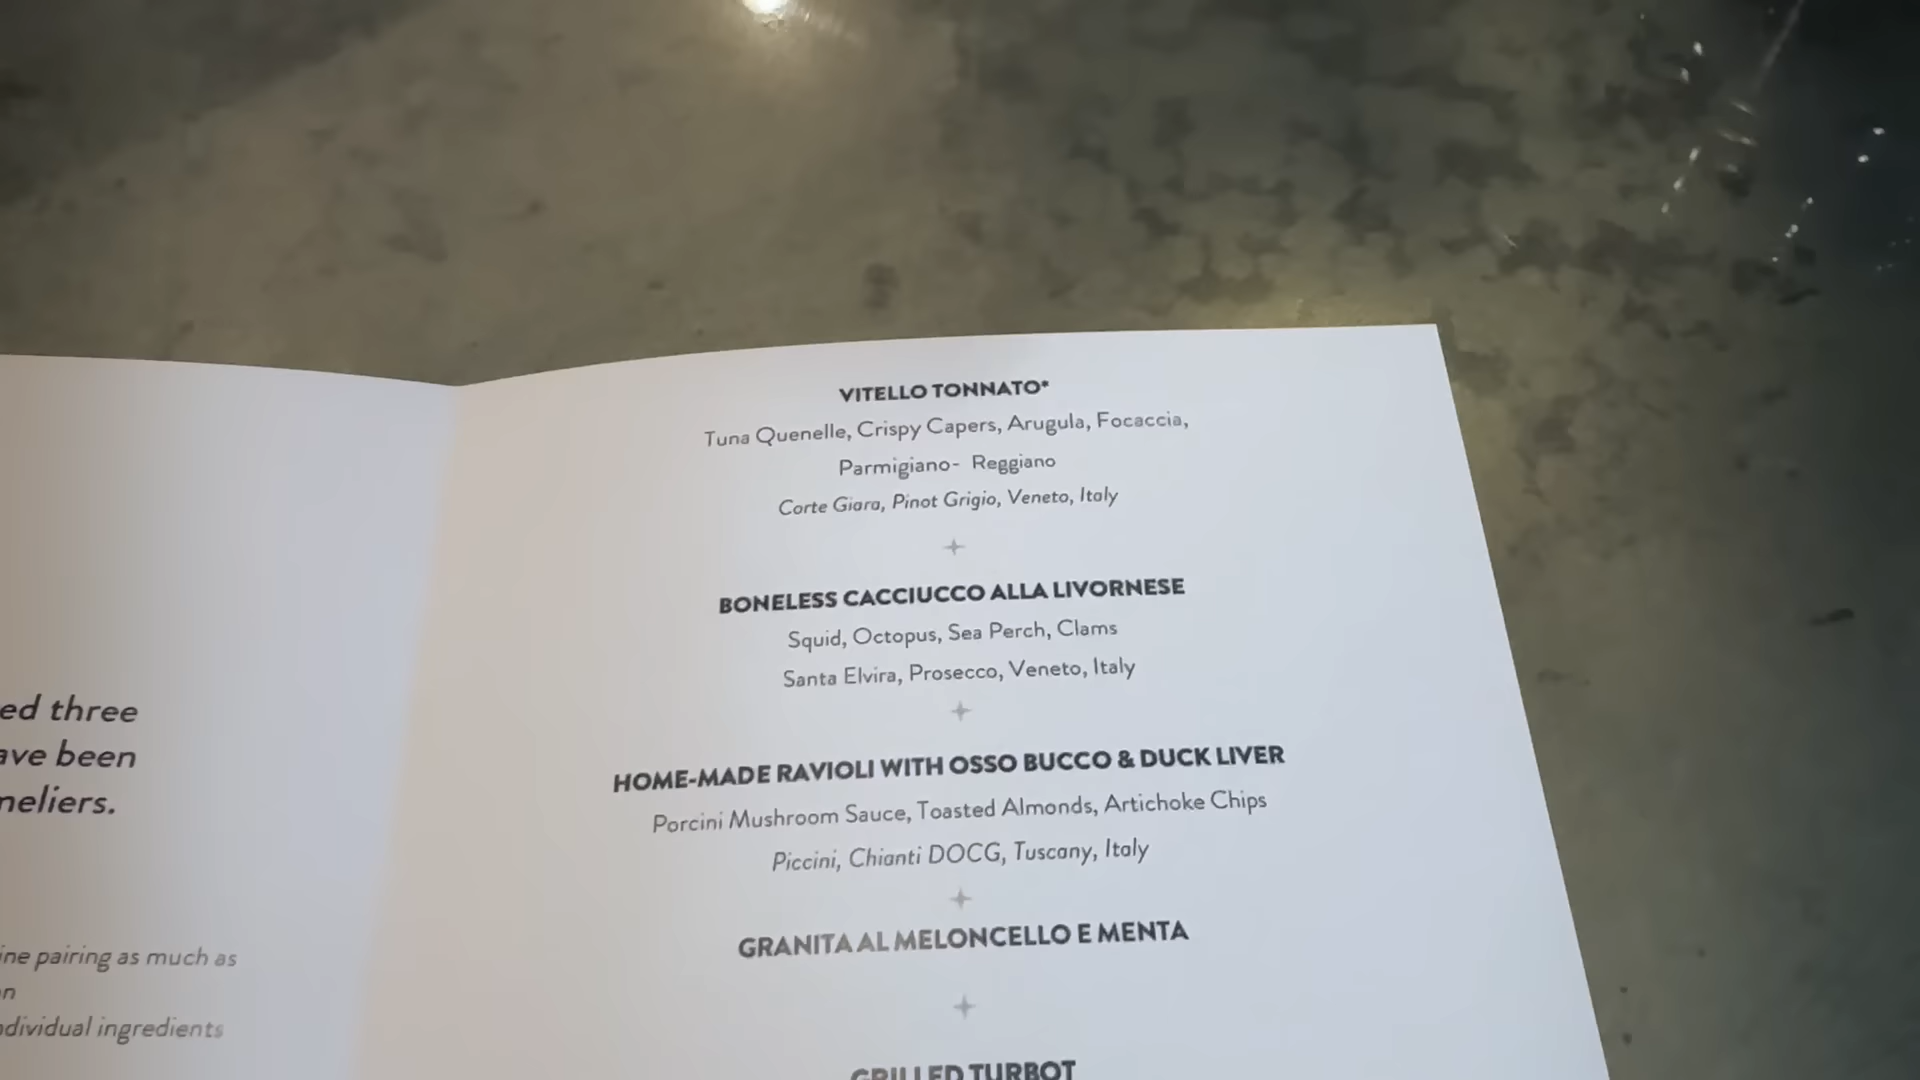 ed three
ave been
neliers.
ine pairing as much as
n
dividual ingredients
VITELLO TONNATO*
Tuna Quenelle, Crispy Capers, Arugula, Focaccia,
Parmigiano- Reggiano
Corte Giara, Pinot Grigio, Veneto, Italy
BONELESS CACCIUCCO ALLA LIVORNESE
Squid, Octopus, Sea Perch, Clams
Santa Elvira, Prosecco, Veneto, Italy
HOME-MADE RAVIOLI WITH OSSO BUCCO & DUCK LIVER
Porcini Mushroom Sauce, Toasted Almonds, Artichoke Chips
Piccini, Chianti DOCG, Tuscany, Italy
GRANITA AL MELONCELLO E MENTA
GRILLED TURBOT